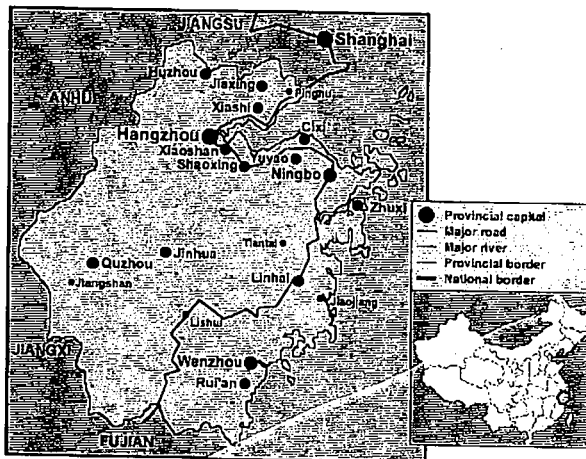 JIANGSU
Shanghai
Huzhou
Jiaxing
Pinghu
ANHUI
Xiashi
Hangzhou
Cixi
Xiaoshan
Shaoxing
Yuyao
Ningbo
Zhuxi
Provincial capital
Major road
Major river
Provincial border
National border
Tiantai
Jinhua
Quzhou
Jiangshan
Linhai
Jiaojiang
Lishui
JIANGXI
Wenzhou
Rui'an
FUJIAN